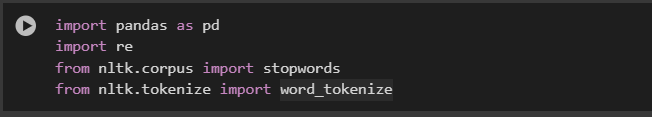 import pandas as pd
import re
from nltk.corpus import stopwords
from nltk.tokenize import word_tokenize